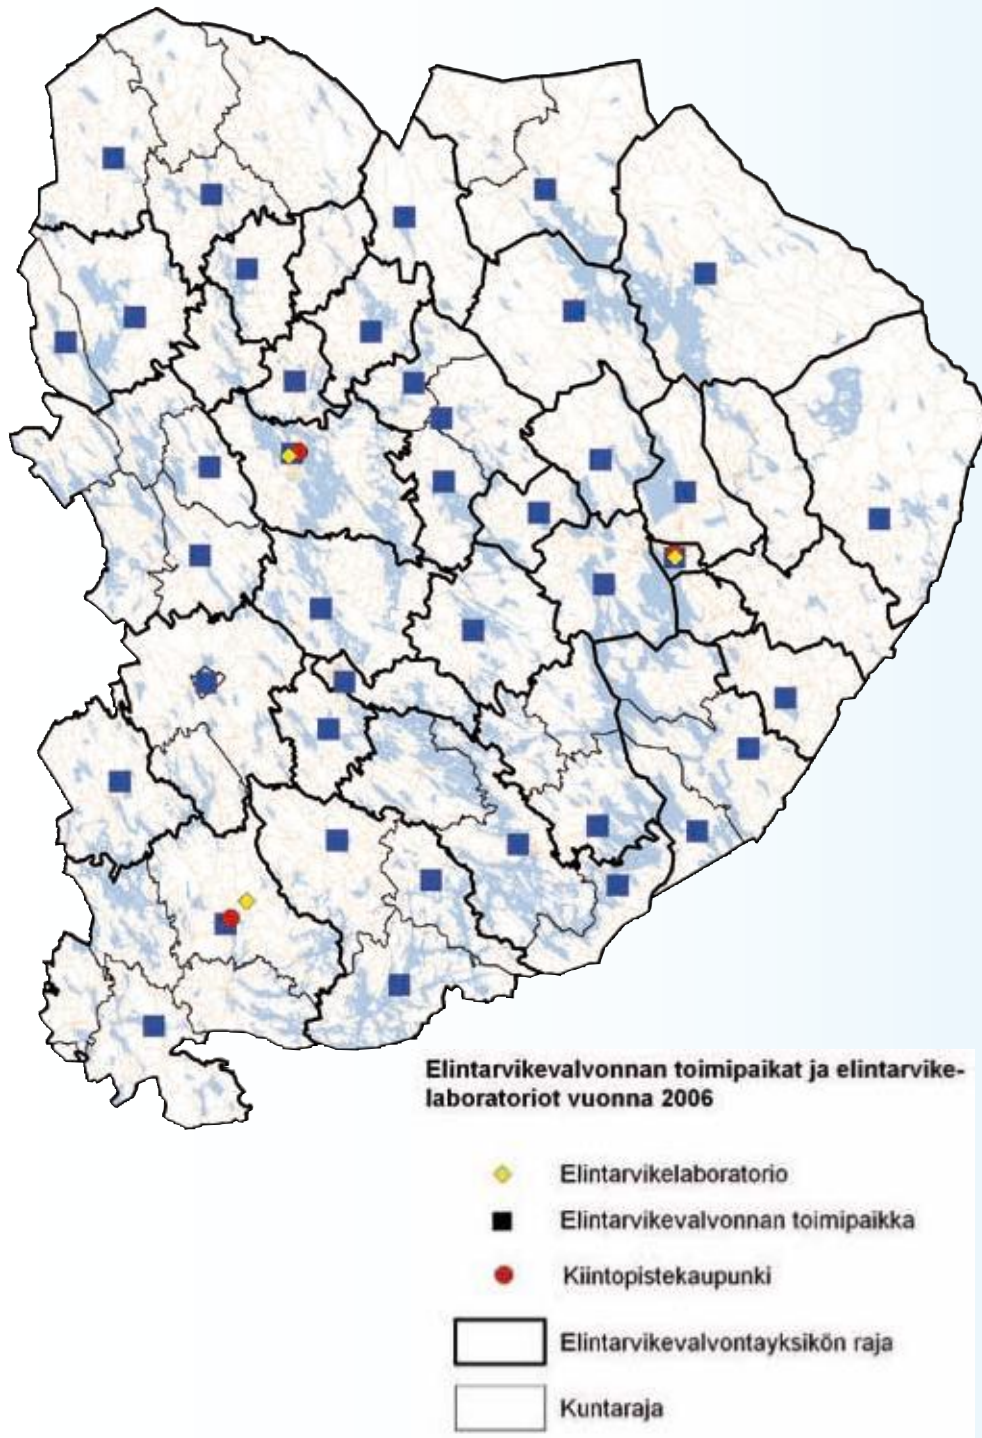 Elintarvikevalvonnan toimipaikat ja elintarvike-
laboratoriot vuonna 2006
Elintarvikelaboratorio
Elintarvikevalvonnan toimipaikka
Kiintopistekaupunki
Elintarvikevalvontayksikön raja
Kuntaraja